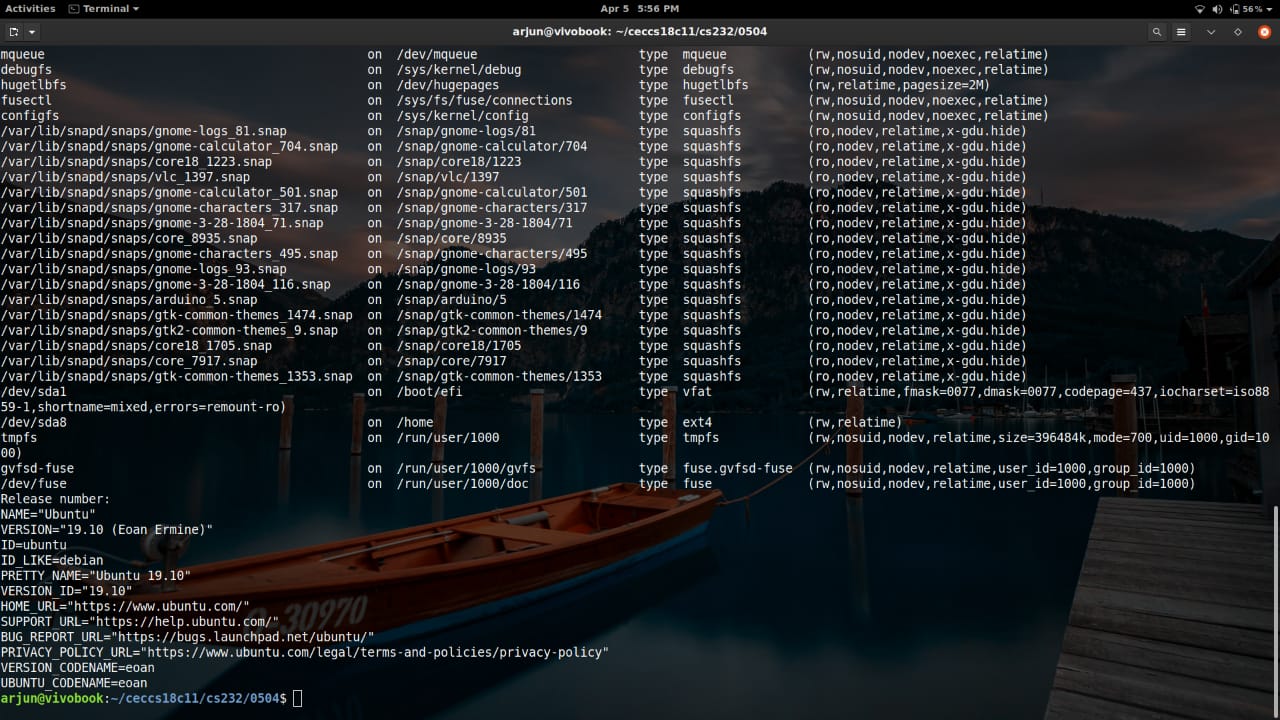 Activities Terminal Apr 5 5:56 PM 56%
arjun@vivobook: ~/ceccs18c11/cs232/0504
mqueue on /dev/mqueue type mqueue (rw,nosuid,nodev,noexec,relatime)
debugfs on /sys/kernel/debug type debugfs (rw,nosuid,nodev,noexec,relatime)
hugetlbfs on /dev/hugepages type hugetlbfs (rw,relatime,pagesize=2M)
fusectl on /sys/fs/fuse/connections type fusectl (rw,nosuid,nodev,noexec,relatime)
configfs on /sys/kernel/config type configfs (rw,nosuid,nodev,noexec,relatime)
/var/lib/snapd/snaps/gnome-logs_81.snap on /snap/gnome-logs/81 type squashfs (ro,nodev,relatime,x-gdu.hide)
/var/lib/snapd/snaps/gnome-calculator_704.snap on /snap/gnome-calculator/704 type squashfs (ro,nodev,relatime,x-gdu.hide)
/var/lib/snapd/snaps/core18_1223.snap on /snap/core18/1223 type squashfs (ro,nodev,relatime,x-gdu.hide)
/var/lib/snapd/snaps/vlc_1397.snap on /snap/vlc/1397 type squashfs (ro,nodev,relatime,x-gdu.hide)
/var/lib/snapd/snaps/gnome-calculator_501.snap on /snap/gnome-calculator/501 type squashfs (ro,nodev,relatime,x-gdu.hide)
/var/lib/snapd/snaps/gnome-characters_317.snap on /snap/gnome-characters/317 type squashfs (ro,nodev,relatime,x-gdu.hide)
/var/lib/snapd/snaps/gnome-3-28-1804_71.snap on /snap/gnome-3-28-1804/71 type squashfs (ro,nodev,relatime,x-gdu.hide)
/var/lib/snapd/snaps/core_8935.snap on /snap/core/8935 type squashfs (ro,nodev,relatime,x-gdu.hide)
/var/lib/snapd/snaps/gnome-characters_495.snap on /snap/gnome-characters/495 type squashfs (ro,nodev,relatime,x-gdu.hide)
/var/lib/snapd/snaps/gnome-logs_93.snap on /snap/gnome-logs/93 type squashfs (ro,nodev,relatime,x-gdu.hide)
/var/lib/snapd/snaps/gnome-3-28-1804_116.snap on /snap/gnome-3-28-1804/116 type squashfs (ro,nodev,relatime,x-gdu.hide)
/var/lib/snapd/snaps/arduino_5.snap on /snap/arduino/5 type squashfs (ro,nodev,relatime,x-gdu.hide)
/var/lib/snapd/snaps/gtk-common-themes_1474.snap on /snap/gtk-common-themes/1474 type squashfs (ro,nodev,relatime,x-gdu.hide)
/var/lib/snapd/snaps/gtk2-common-themes_9.snap on /snap/gtk2-common-themes/9 type squashfs (ro,nodev,relatime,x-gdu.hide)
/var/lib/snapd/snaps/core18_1705.snap on /snap/core18/1705 type squashfs (ro,nodev,relatime,x-gdu.hide)
/var/lib/snapd/snaps/core_7917.snap on /snap/core/7917 type squashfs (ro,nodev,relatime,x-gdu.hide)
/var/lib/snapd/snaps/gtk-common-themes_1353.snap on /snap/gtk-common-themes/1353 type squashfs (ro,nodev,relatime,x-gdu.hide)
/dev/sda1 on /boot/efi type vfat (rw,relatime,fmask=0077,dmask=0077,codepage=437,iocharset=iso88
59-1,shortname=mixed,errors=remount-ro)
/dev/sda8 on /home type ext4 (rw,relatime)
tmpfs on /run/user/1000 type tmpfs (rw,nosuid,nodev,relatime,size=396484k,mode=700,uid=1000,gid=10
00)
gvfsd-fuse on /run/user/1000/gvfs type fuse.gvfsd-fuse (rw,nosuid,nodev,relatime,user_id=1000,group_id=1000)
/dev/fuse on /run/user/1000/doc type fuse (rw,nosuid,nodev,relatime,user_id=1000,group_id=1000)
Release number:
NAME="Ubuntu"
VERSION="19.10 (Eoan Ermine)"
ID=ubuntu
ID_LIKE=debian
PRETTY_NAME="Ubuntu 19.10"
VERSION_ID="19.10"
HOME_URL="https://www.ubuntu.com/"
SUPPORT_URL="https://help.ubuntu.com/"
BUG_REPORT_URL="https://bugs.launchpad.net/ubuntu/"
PRIVACY_POLICY_URL="https://www.ubuntu.com/legal/terms-and-policies/privacy-policy"
VERSION_CODENAME=eoan
UBUNTU_CODENAME=eoan
arjun@vivobook:~/ceccs18c11/cs232/0504$
30970